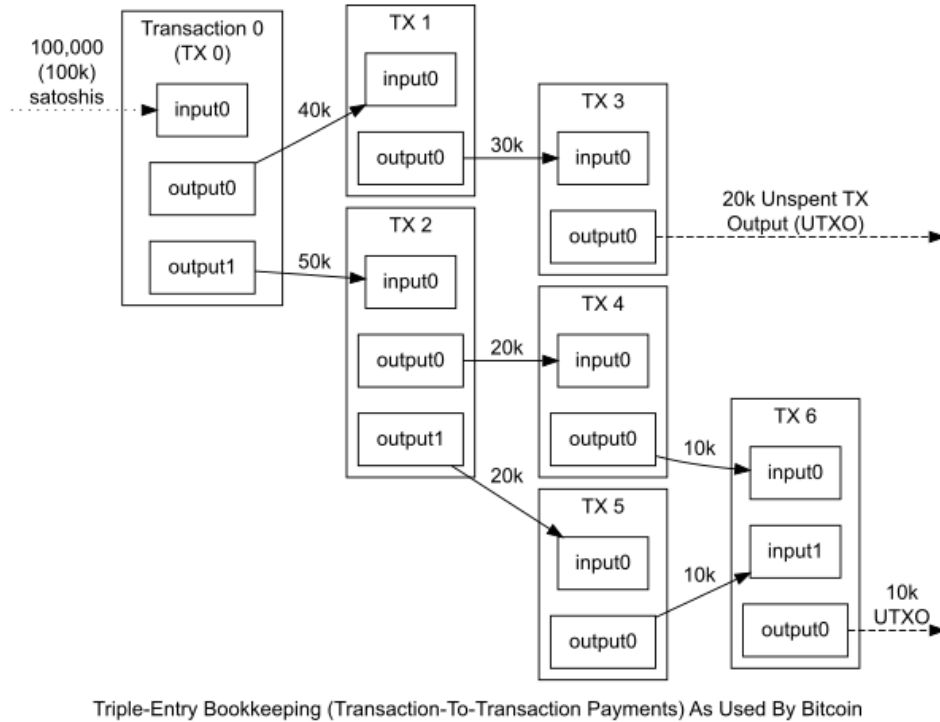 100,000
(100k)
satoshis
Transaction 0
(TX 0)
input0
output0
output1
40k
50k
TX 1
input0
output0
30k
TX 2
input0
output0
output1
20k
20k
TX 3
input0
output0
20k Unspent TX
Output (UTXO)
TX 4
input0
output0
10k
TX 5
input0
output0
10k
TX 6
input0
input1
output0
10k
UTXO
Triple-Entry Bookkeeping (Transaction-To-Transaction Payments) As Used By Bitcoin